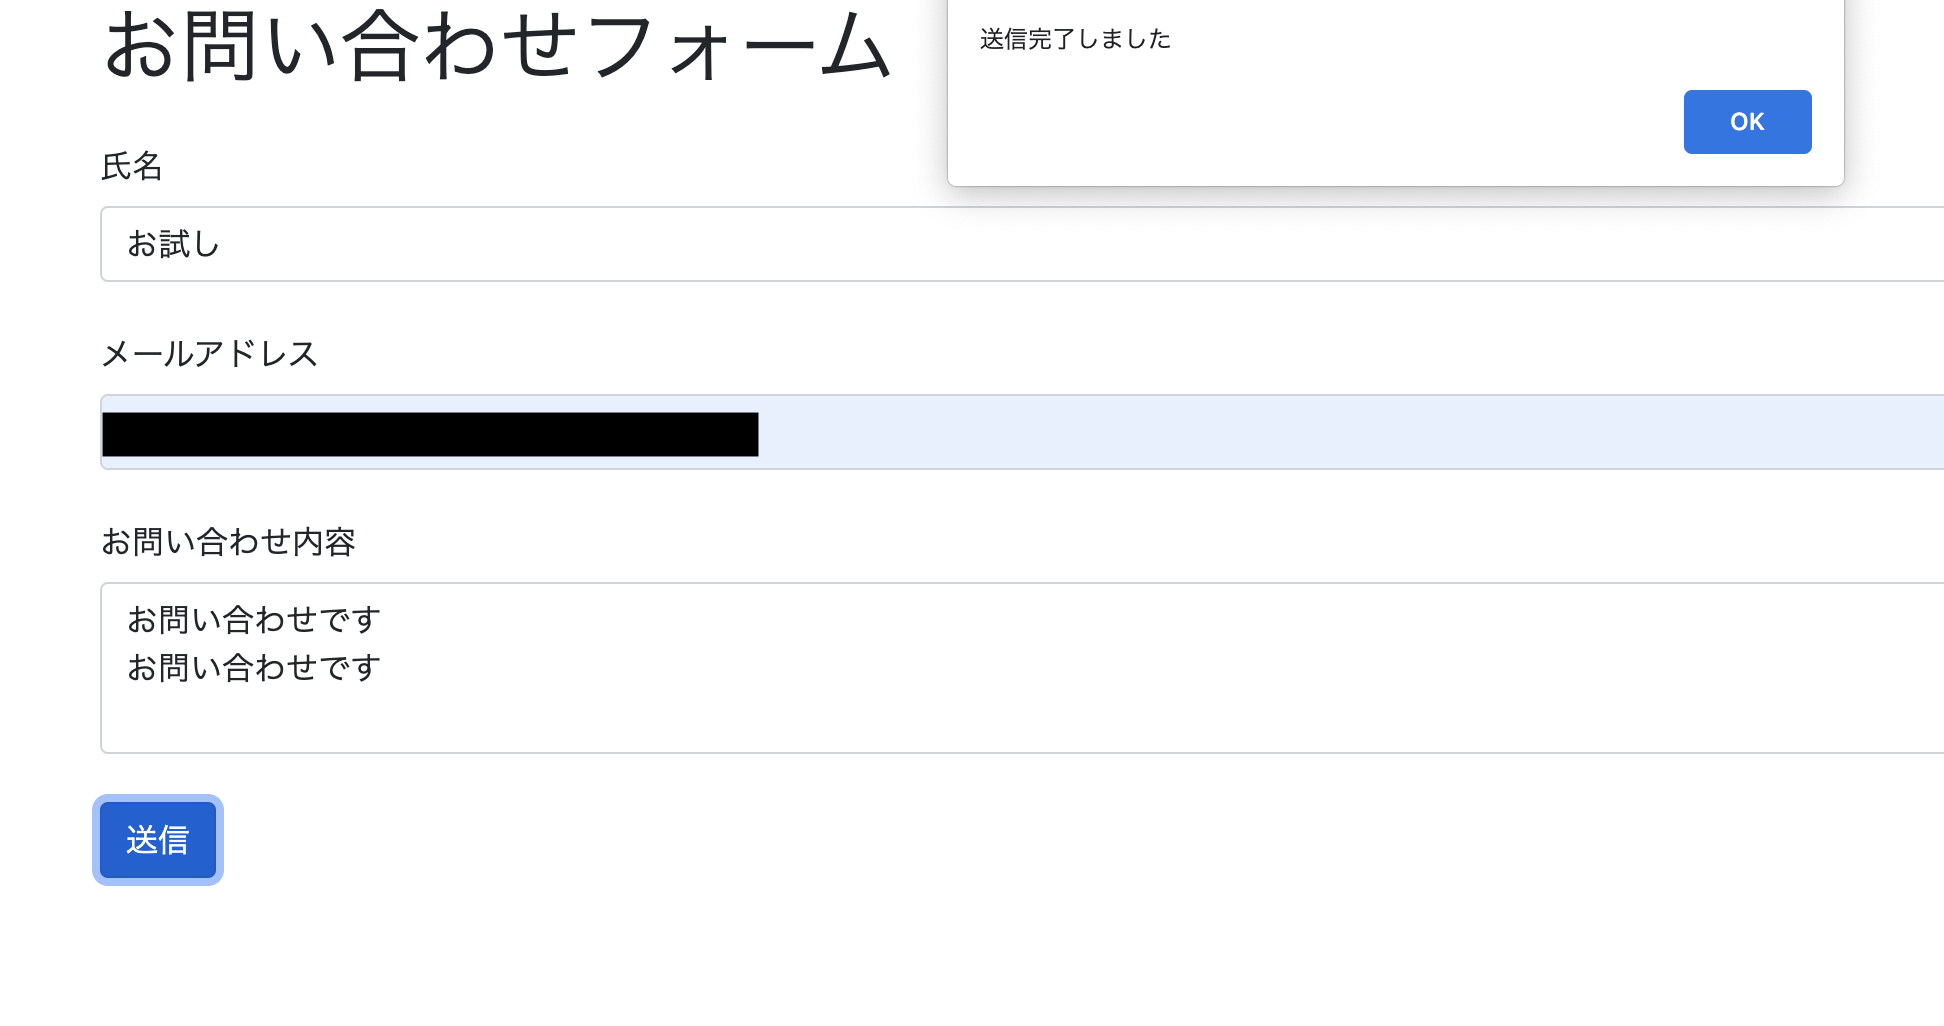 お問い合わせフォーム
送信完了しました
OK
氏名
お試し
メールアドレス
お問い合わせ内容
お問い合わせです
お問い合わせです
送信